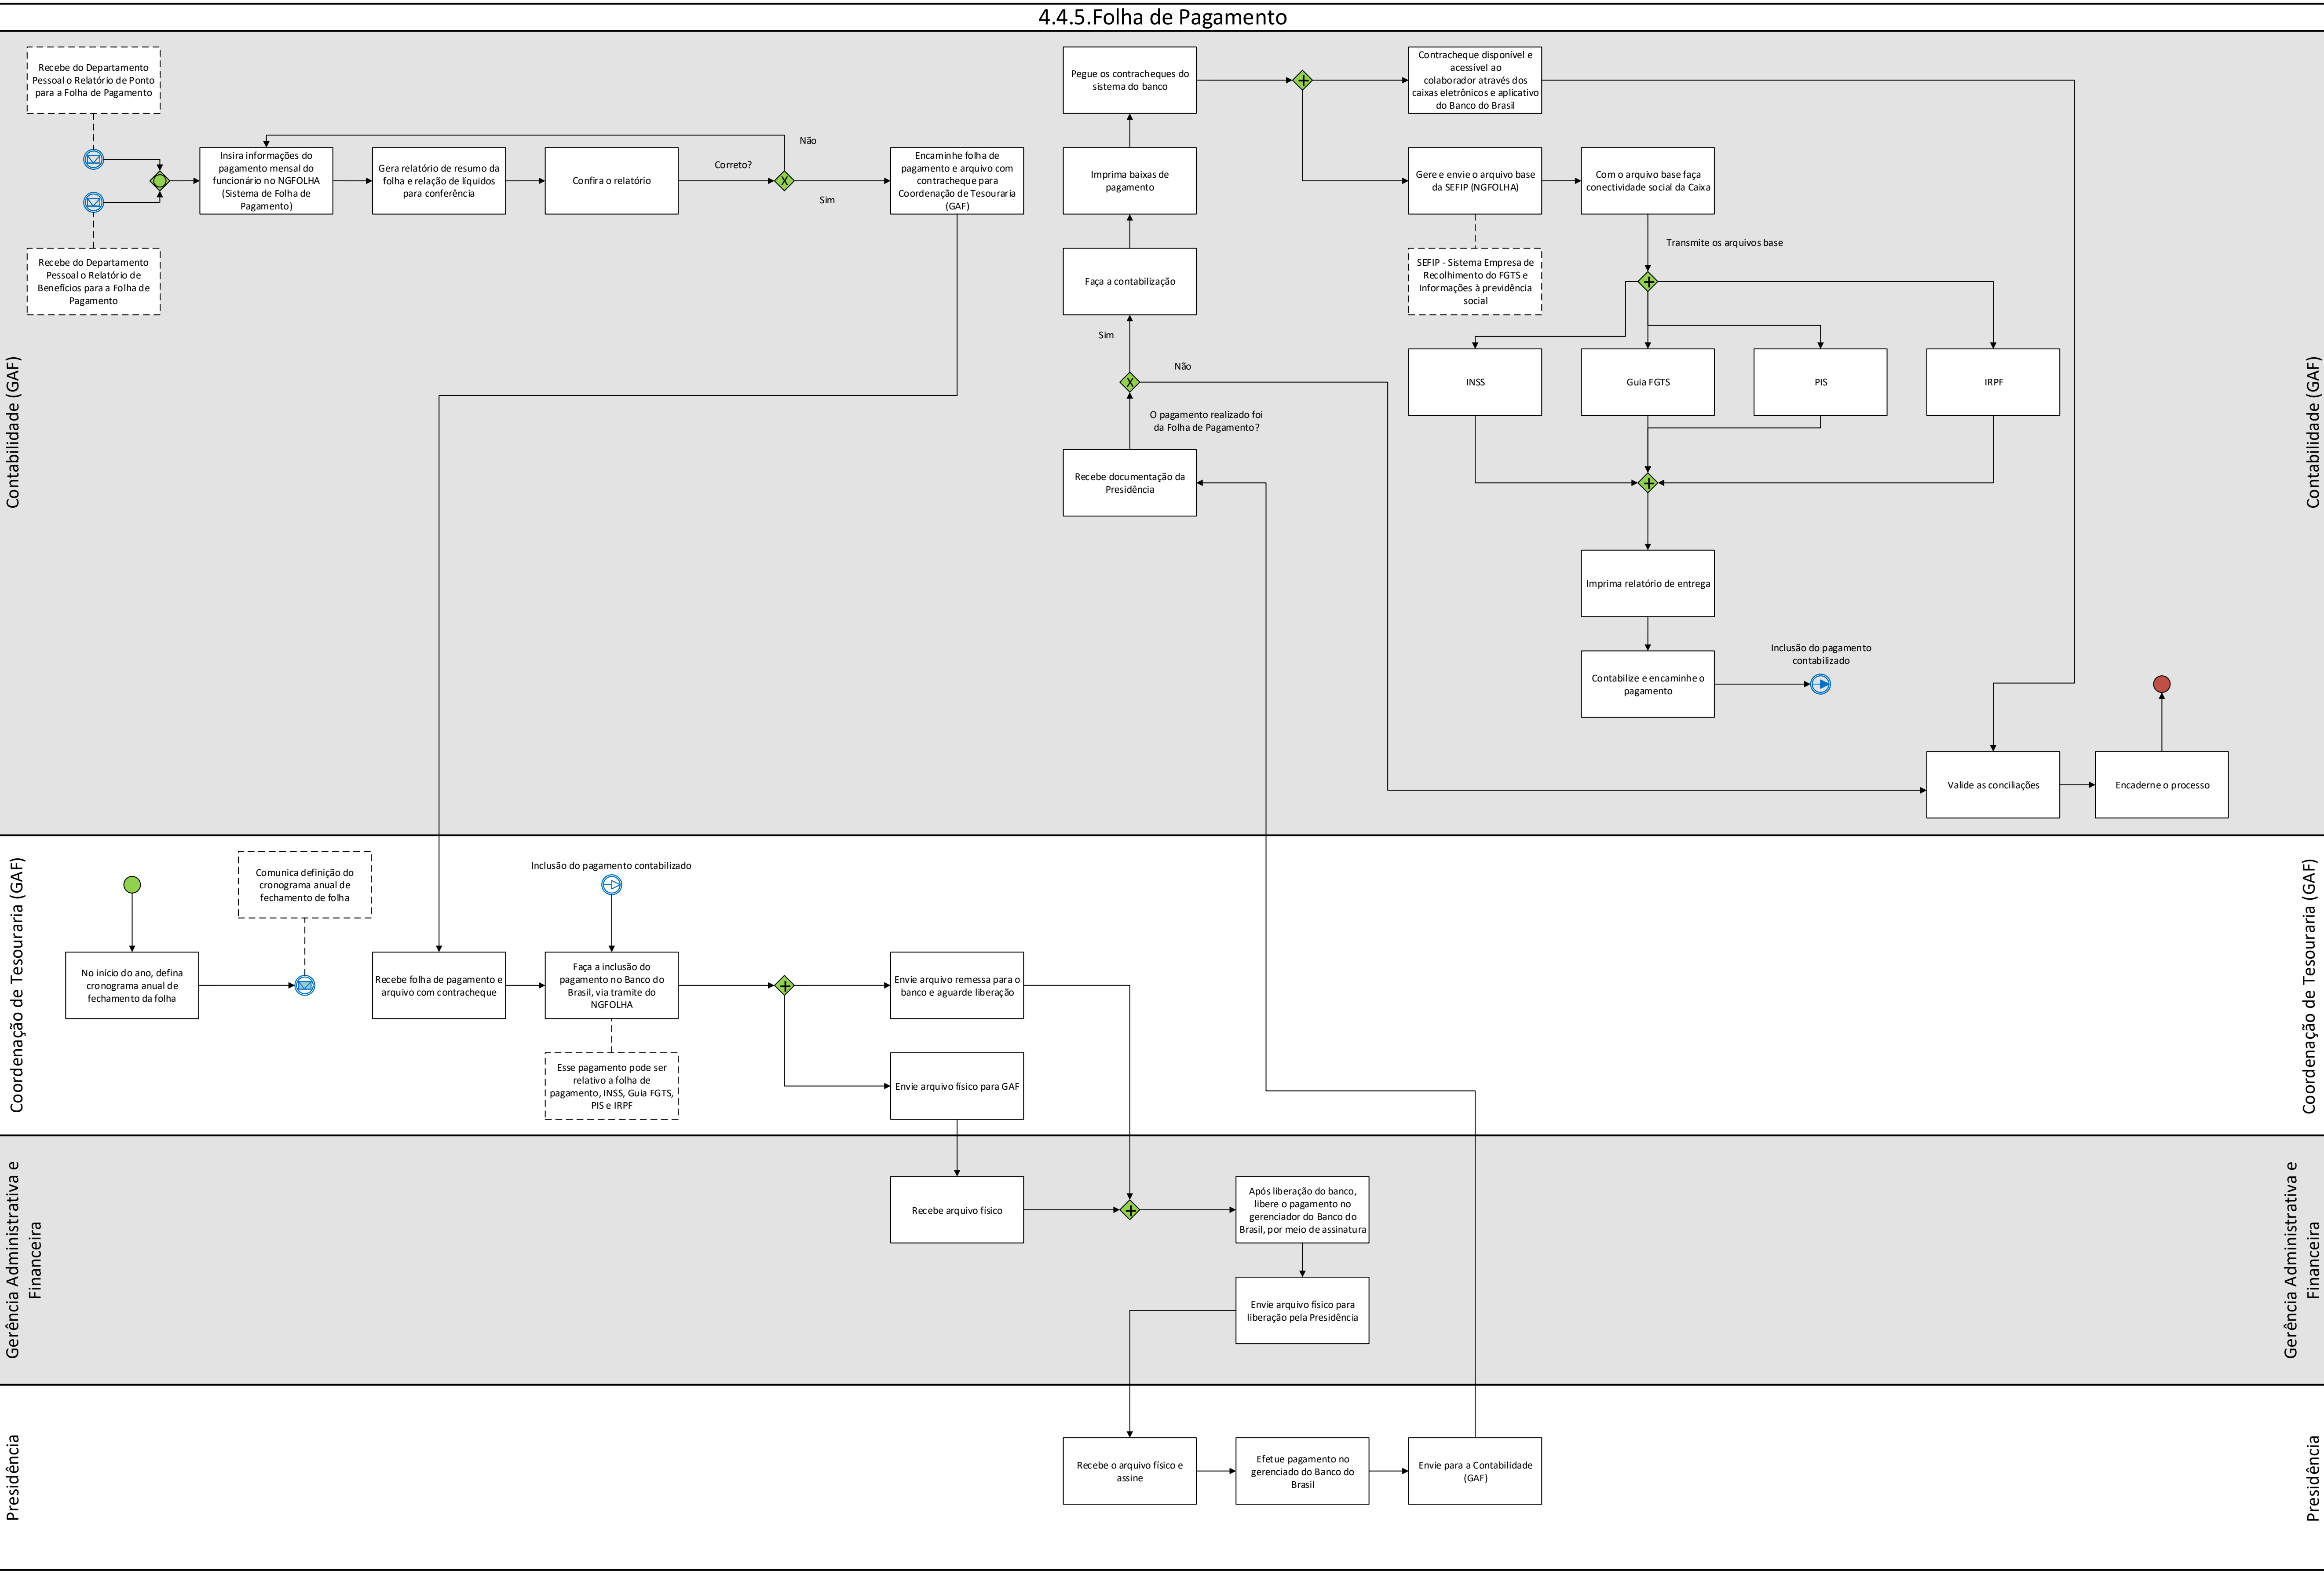 4.4.5.Folha de Pagamento
Contabilidade (GAF)
Contabilidade (GAF)
Recebe do Departamento
Pessoal o Relatório de Ponto
para a Folha de Pagamento
Recebe do Departamento
Pessoal o Relatório de
Benefícios para a Folha de
Pagamento
Insira informações do
pagamento mensal do
funcionário no NGFOLHA
(Sistema de Folha de
Pagamento)
Gera relatório de resumo da
folha e relação de líquidos
para conferência
Confira o relatório
Correto?
Não
Sim
Encaminhe folha de
pagamento e arquivo com
contracheque para
Coordenação de Tesouraria
(GAF)
Pegue os contracheques do
sistema do banco
Imprima baixas de
pagamento
Faça a contabilização
Sim
Não
O pagamento realizado foi
da Folha de Pagamento?
Recebe documentação da
Presidência
Contracheque disponível e
acessível ao
colaborador através dos
caixas eletrônicos e aplicativo
do Banco do Brasil
Gere e envie o arquivo base
da SEFIP (NGFOLHA)
SEFIP - Sistema Empresa de
Recolhimento do FGTS e
Informações à previdência
social
Com o arquivo base faça
conectividade social da Caixa
Transmite os arquivos base
INSS
Guia FGTS
PIS
IRPF
Imprima relatório de entrega
Contabilize e encaminhe o
pagamento
Inclusão do pagamento
contabilizado
Valide as conciliações
Encaderne o processo
Coordenação de Tesouraria (GAF)
Coordenação de Tesouraria (GAF)
No início do ano, defina
cronograma anual de
fechamento da folha
Comunica definição do
cronograma anual de
fechamento de folha
Recebe folha de pagamento e
arquivo com contracheque
Inclusão do pagamento contabilizado
Faça a inclusão do
pagamento no Banco do
Brasil, via tramite do
NGFOLHA
Esse pagamento pode ser
relativo a folha de
pagamento, INSS, Guia FGTS,
PIS e IRPF
Envie arquivo remessa para o
banco e aguarde liberação
Envie arquivo físico para GAF
Gerência Administrativa e
Financeira
Gerência Administrativa e
Financeira
Recebe arquivo físico
Após liberação do banco,
libere o pagamento no
gerenciador do Banco do
Brasil, por meio de assinatura
Envie arquivo físico para
liberação pela Presidência
Presidência
Presidência
Recebe o arquivo físico e
assine
Efetue pagamento no
gerenciado do Banco do
Brasil
Envie para a Contabilidade
(GAF)